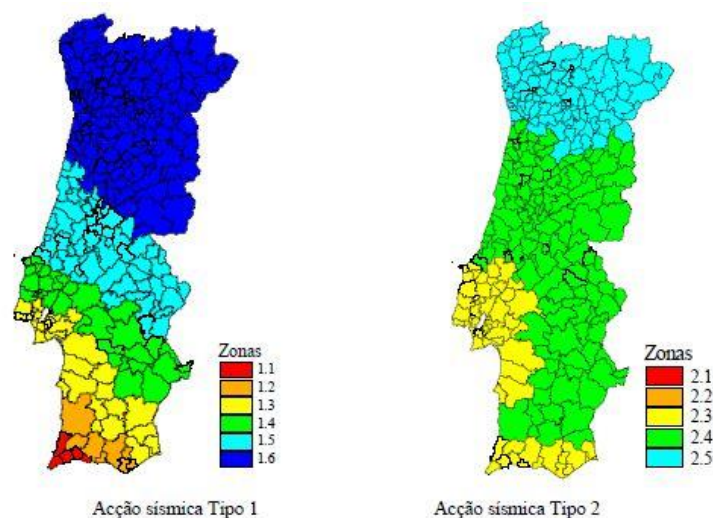 Zonas
1.1
1.2
1.3
1.4
1.5
1.6
Acção sísmica Tipo 1
Zonas
2.1
2.2
2.3
2.4
2.5
Acção sísmica Tipo 2